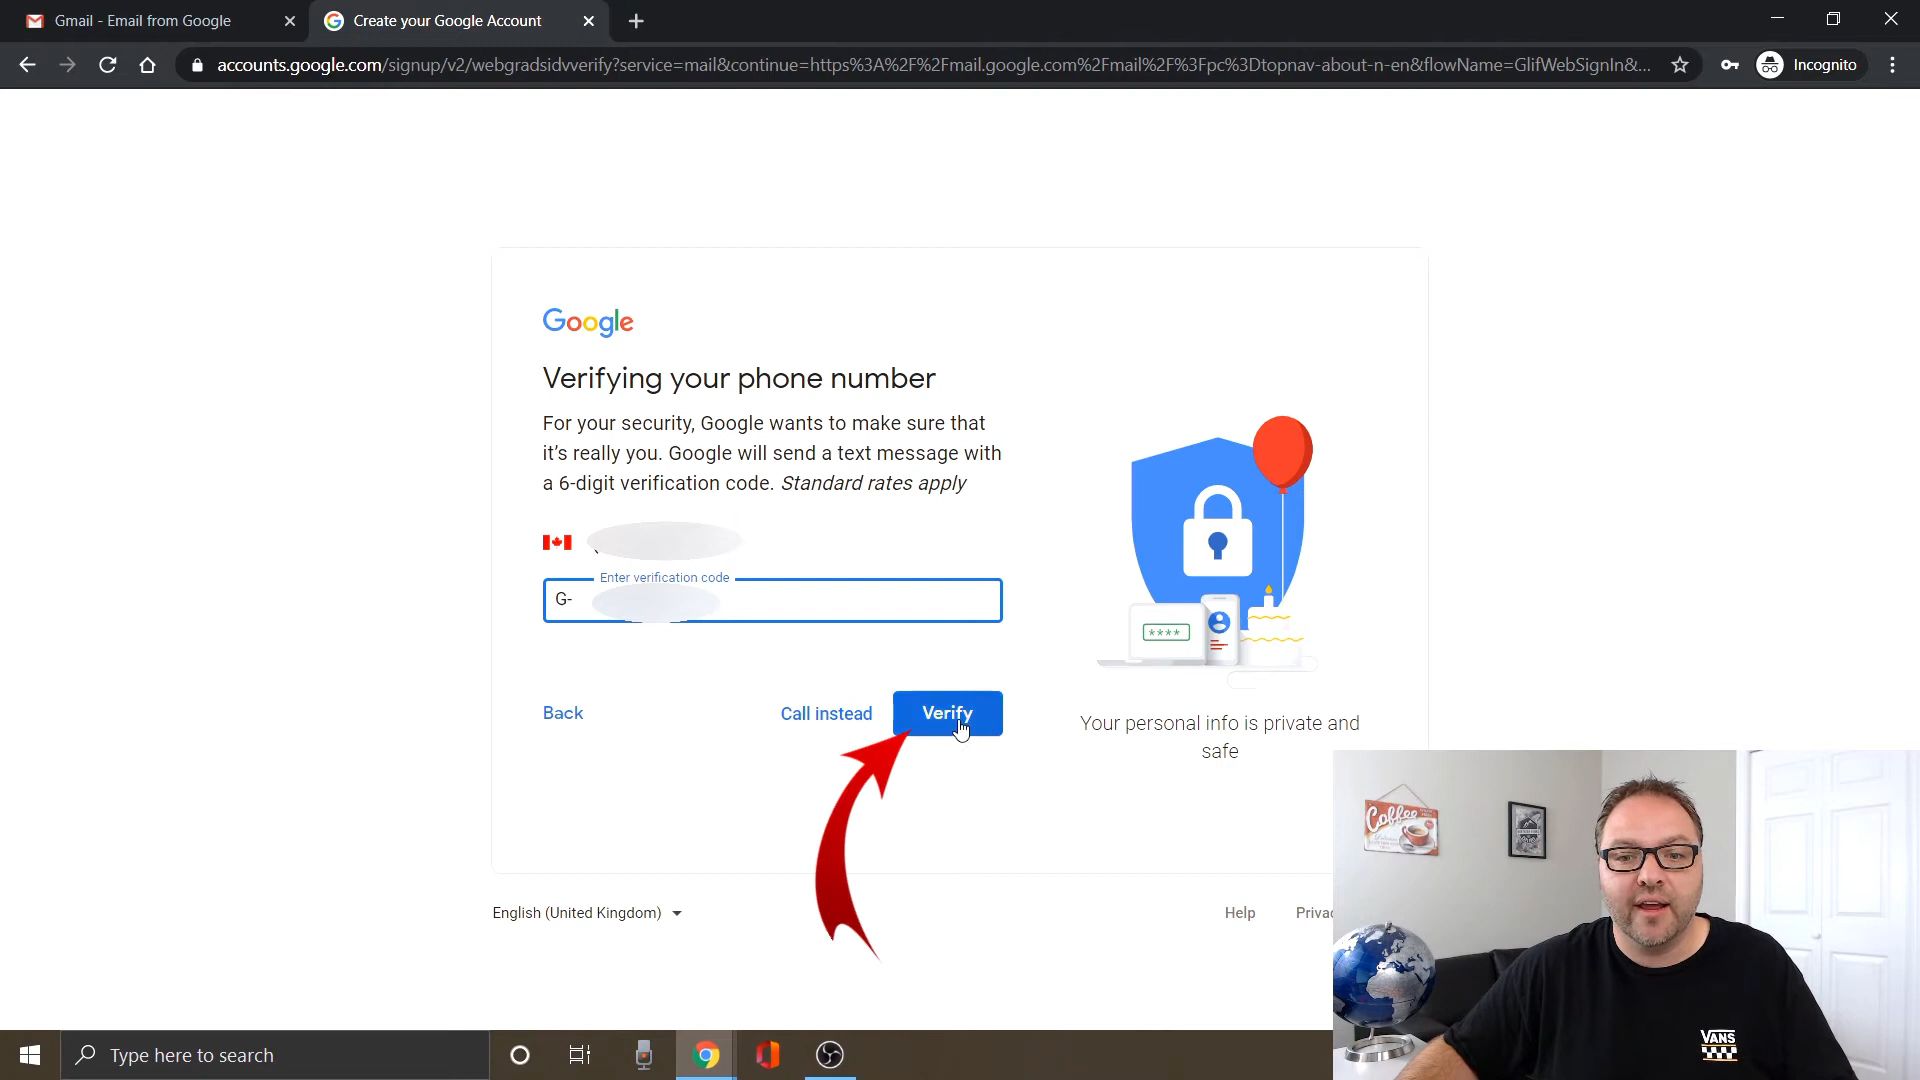 Gmail - Email from Google
Create your Google Account
accounts.google.com/signup/v2/webgradsidvverify?service=mail&continue=https%3A%2F%2Fmail.google.com%2Fmail%2F%3Fpc%3Dtopnav-about-n-en&flowName=GlifWebSignIn&...
Incognito
Google
Verifying your phone number
For your security, Google wants to make sure that
it's really you. Google will send a text message with
a 6-digit verification code. Standard rates apply
Enter verification code
G-
****
Back
Call instead
Verify
Your personal info is private and
safe
English (United Kingdom)
Help
Privac
Coffee
VANS
Type here to search